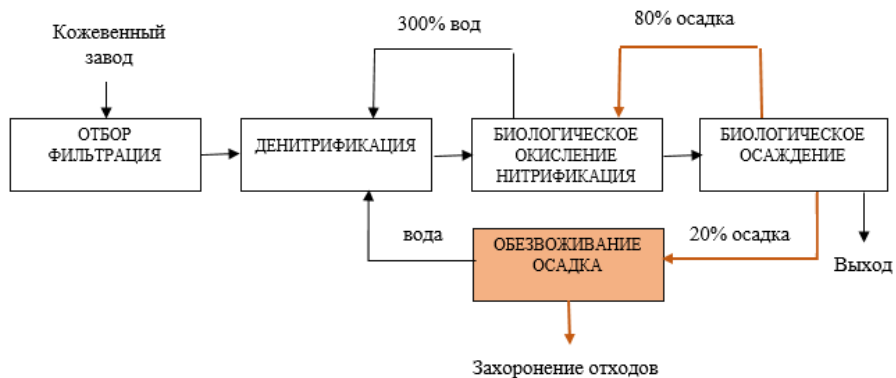 Кожевенный
завод
300% вод
80% осадка
ОТБОР
ФИЛЬТРАЦИЯ
ДЕНИТРИФИКАЦИЯ
БИОЛОГИЧЕСКОЕ
ОКИСЛЕНИЕ
НИТРИФИКАЦИЯ
БИОЛОГИЧЕСКОЕ
ОСАЖДЕНИЕ
вода
ОБЕЗВОЖИВАНИЕ
ОСАДКА
20% осадка
Выход
Захоронение отходов